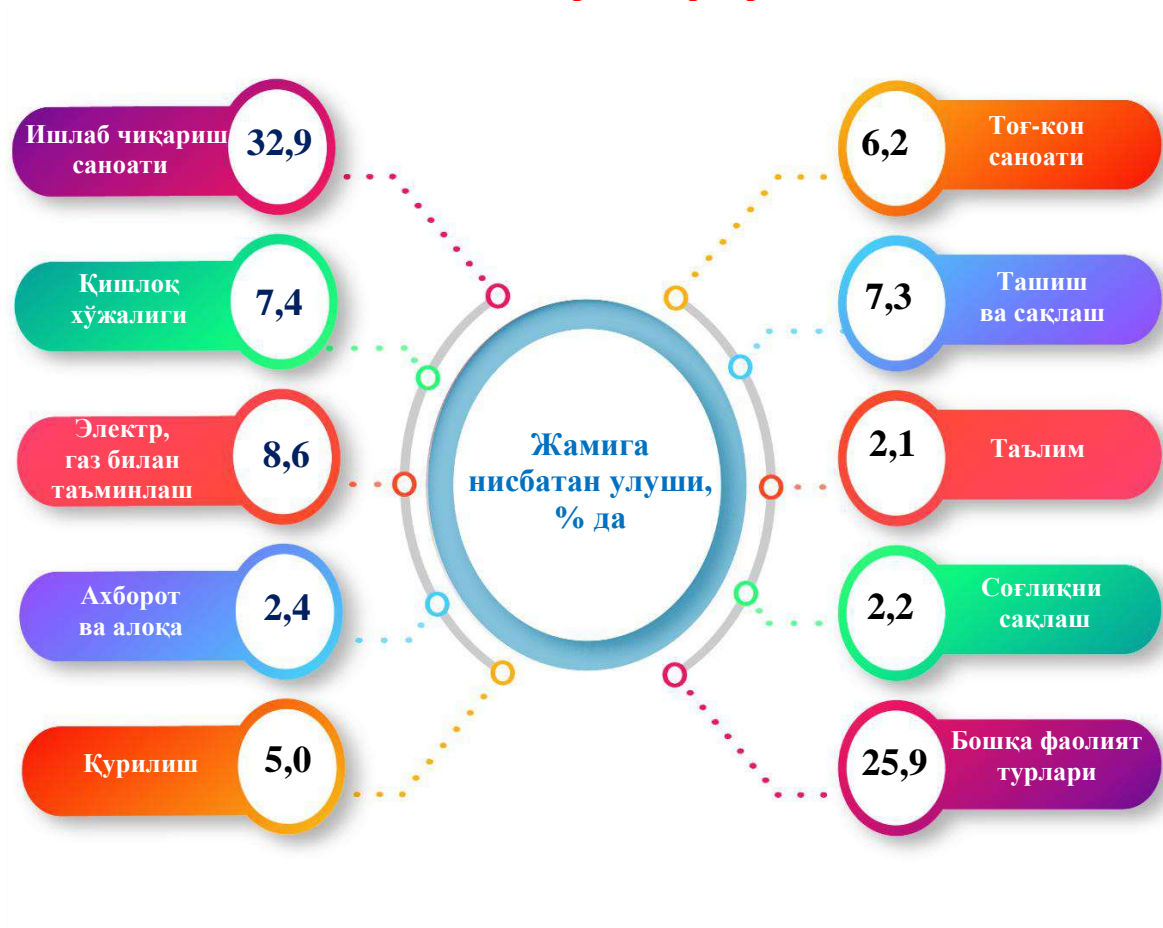 Ишлаб чиқариш
саноати
32,9
Қишлоқ
хўжалиги
7,4
Электр,
газ билан
таъминлаш
8,6
Ахборот
ва алоқа
2,4
Қурилиш
5,0
Жамига
нисбатан улуши,
% да
6,2
Тоғ-кон
саноати
7,3
Ташиш
ва сақлаш
2,1
Таълим
2,2
Соғлиқни
сақлаш
25,9
Бошқа фаолият
турлари